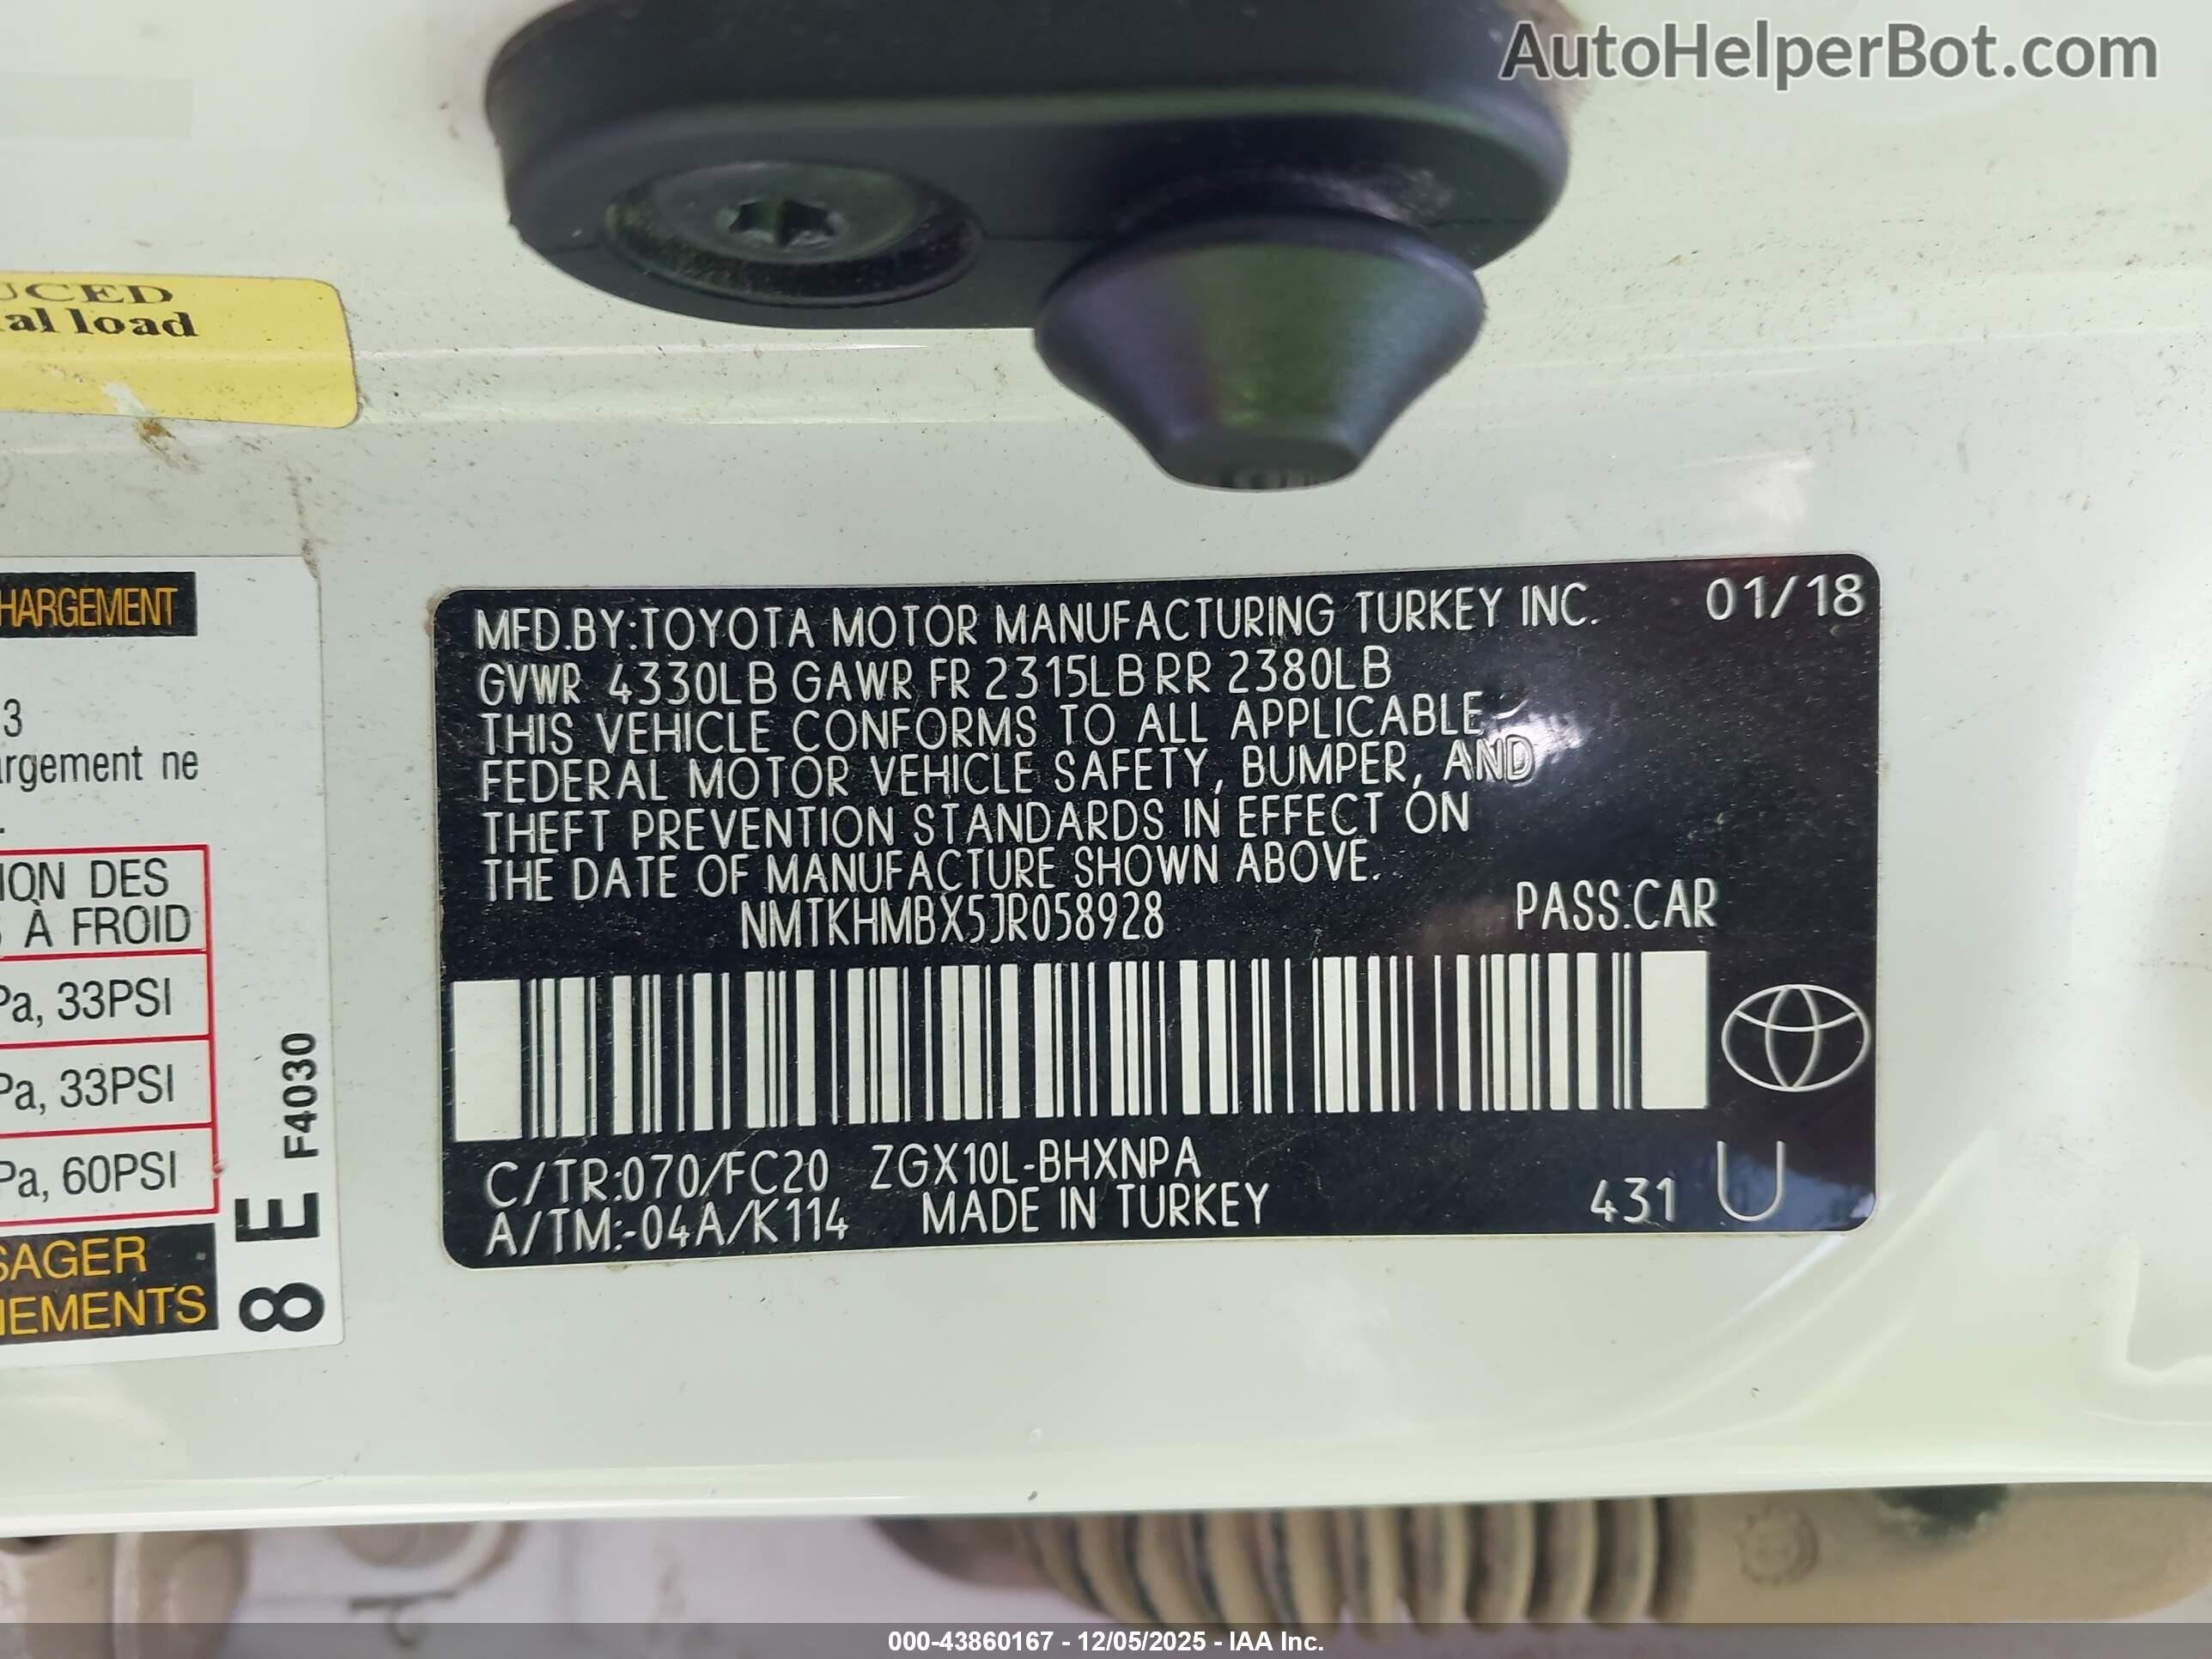 AutoHelperBot.com
UCED
al load
HARGEMENT
3
rgement ne
ION DES
À FROID
Pa, 33PSI
Pa, 33PSI
Pa, 60PSI
SAGER
NEMENTS
8 E F4030
MFD.BY:TOYOTA MOTOR MANUFACTURING TURKEY INC. 01/18
GVWR 4330LB GAWR FR 2315LB RR 2380LB
THIS VEHICLE CONFORMS TO ALL APPLICABLE
FEDERAL MOTOR VEHICLE SAFETY, BUMPER, AND
THEFT PREVENTION STANDARDS IN EFFECT ON
THE DATE OF MANUFACTURE SHOWN ABOVE.
NMTKHMBX5JR058928 PASS.CAR
C/TR:070/FC20 ZGX10L-BHXNPA
A/TM:-04A/K114 MADE IN TURKEY 431 U
000-43860167 - 12/05/2025 - IAA Inc.